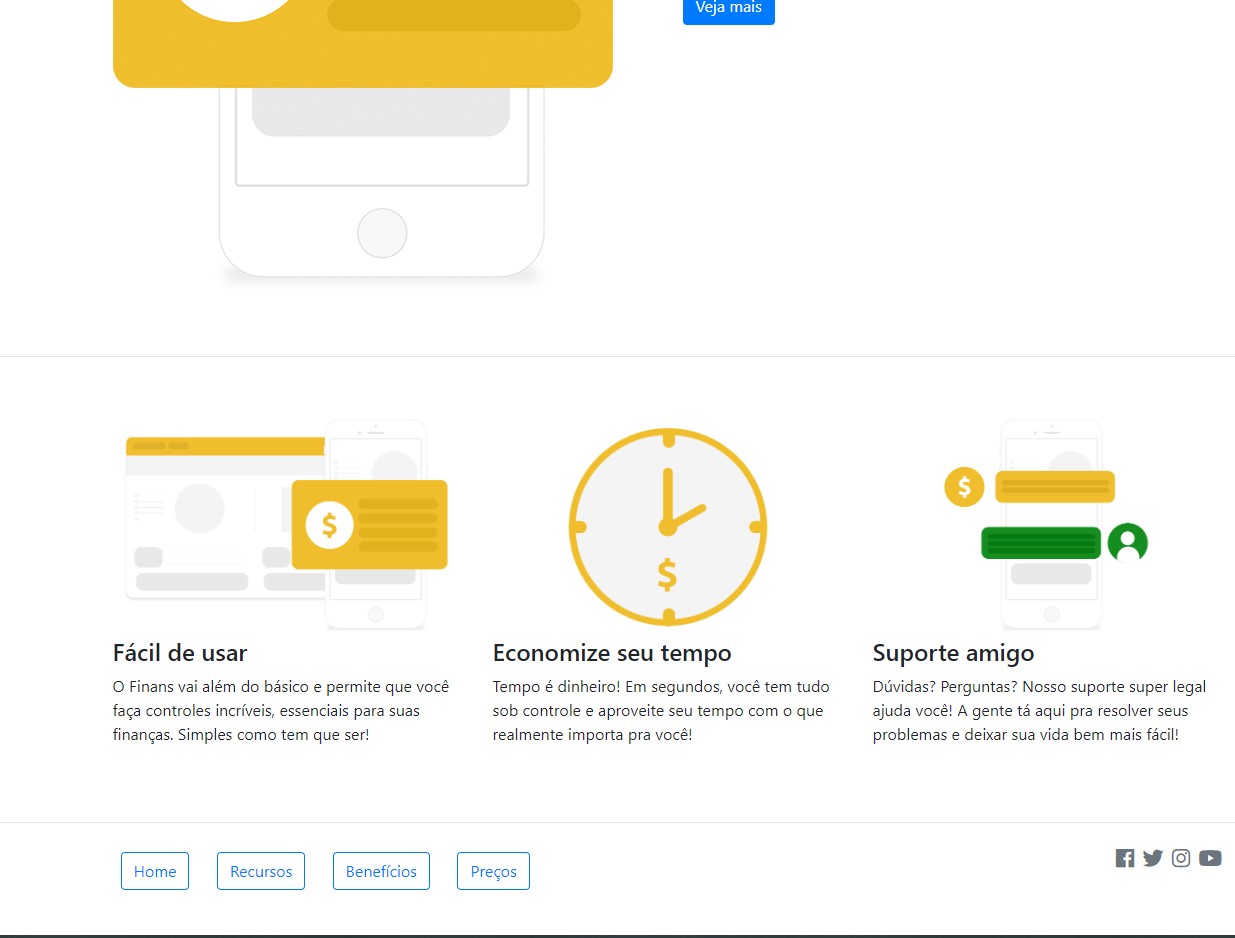 Veja mais
$
$
$
Fácil de usar
O Finans vai além do básico e permite que você
faça controles incríveis, essenciais para suas
finanças. Simples como tem que ser!
Economize seu tempo
Tempo é dinheiro! Em segundos, você tem tudo
sob controle e aproveite seu tempo com o que
realmente importa pra você!
Suporte amigo
Dúvidas? Perguntas? Nosso suporte super legal
ajuda você! A gente tá aqui pra resolver seus
problemas e deixar sua vida bem mais fácil!
Home Recursos Benefícios Preços